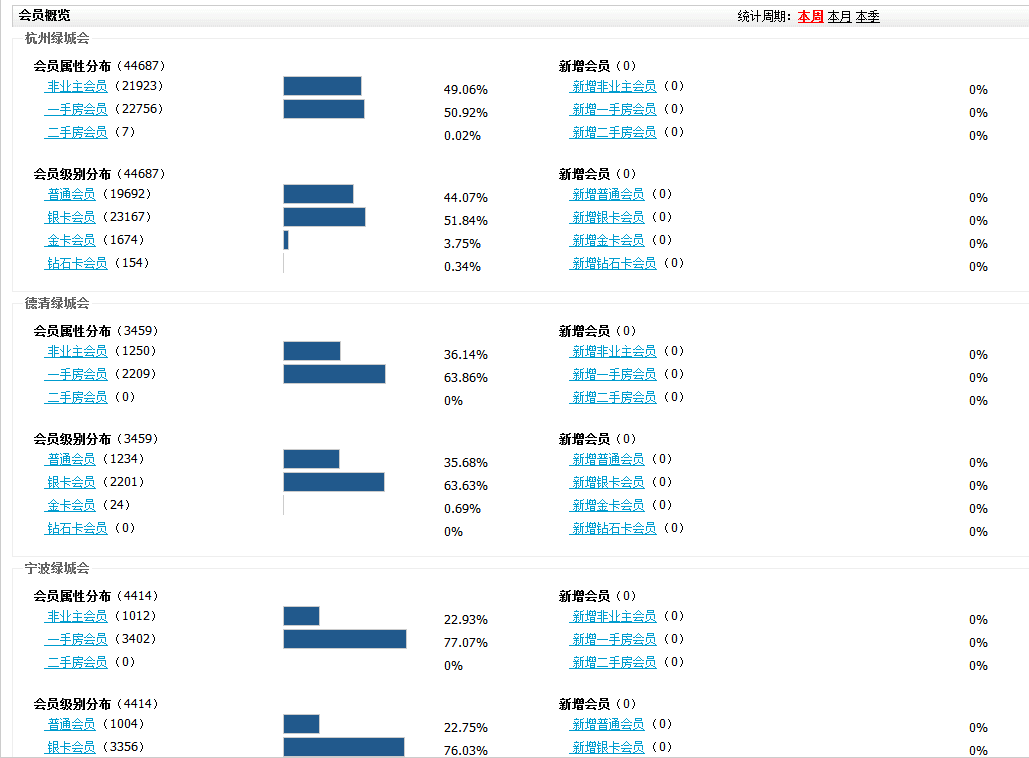 会员概览 统计周期：本周 本月 本季
杭州绿城会
会员属性分布（44687） 新增会员（0）
非业主会员（21923） 49.06% 新增非业主会员（0） 0%
一手房会员（22756） 50.92% 新增一手房会员（0） 0%
二手房会员（7） 0.02% 新增二手房会员（0） 0%
会员级别分布（44687） 新增会员（0）
普通会员（19692） 44.07% 新增普通会员（0） 0%
银卡会员（23167） 51.84% 新增银卡会员（0） 0%
金卡会员（1674） 3.75% 新增金卡会员（0） 0%
钻石卡会员（154） 0.34% 新增钻石卡会员（0） 0%
德清绿城会
会员属性分布（3459） 新增会员（0）
非业主会员（1250） 36.14% 新增非业主会员（0） 0%
一手房会员（2209） 63.86% 新增一手房会员（0） 0%
二手房会员（0） 0% 新增二手房会员（0） 0%
会员级别分布（3459） 新增会员（0）
普通会员（1234） 35.68% 新增普通会员（0） 0%
银卡会员（2201） 63.63% 新增银卡会员（0） 0%
金卡会员（24） 0.69% 新增金卡会员（0） 0%
钻石卡会员（0） 0% 新增钻石卡会员（0） 0%
宁波绿城会
会员属性分布（4414） 新增会员（0）
非业主会员（1012） 22.93% 新增非业主会员（0） 0%
一手房会员（3402） 77.07% 新增一手房会员（0） 0%
二手房会员（0） 0% 新增二手房会员（0） 0%
会员级别分布（4414） 新增会员（0）
普通会员（1004） 22.75% 新增普通会员（0） 0%
银卡会员（3356） 76.03% 新增银卡会员（0） 0%